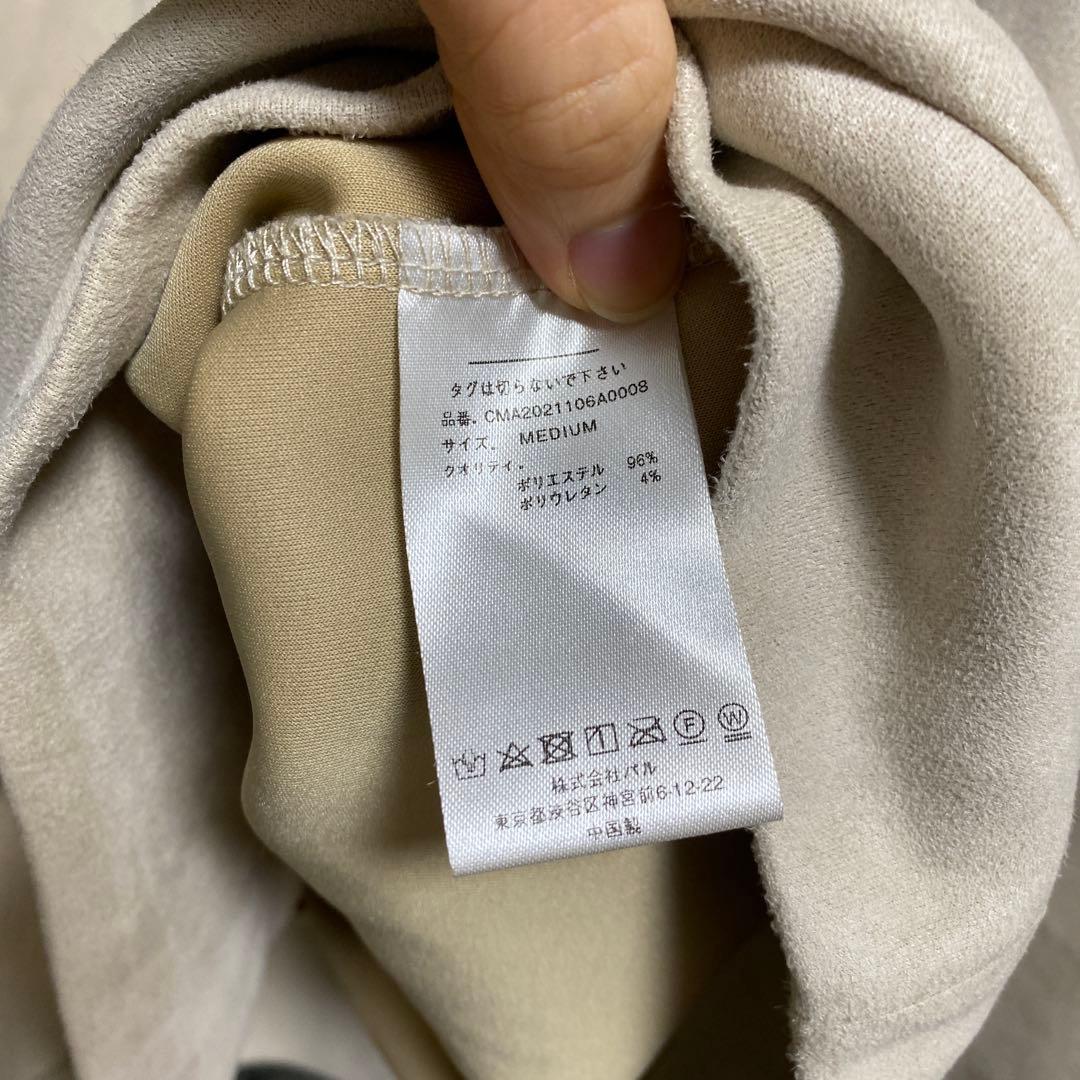 タグは切らないで下さい
品番. CMA2021106A0008
サイズ. MEDIUM
クオリティ.
ポリエステル 96%
ポリウレタン 4%
F W
株式会社パル
東京都渋谷区神宮前6-12-22
中国製